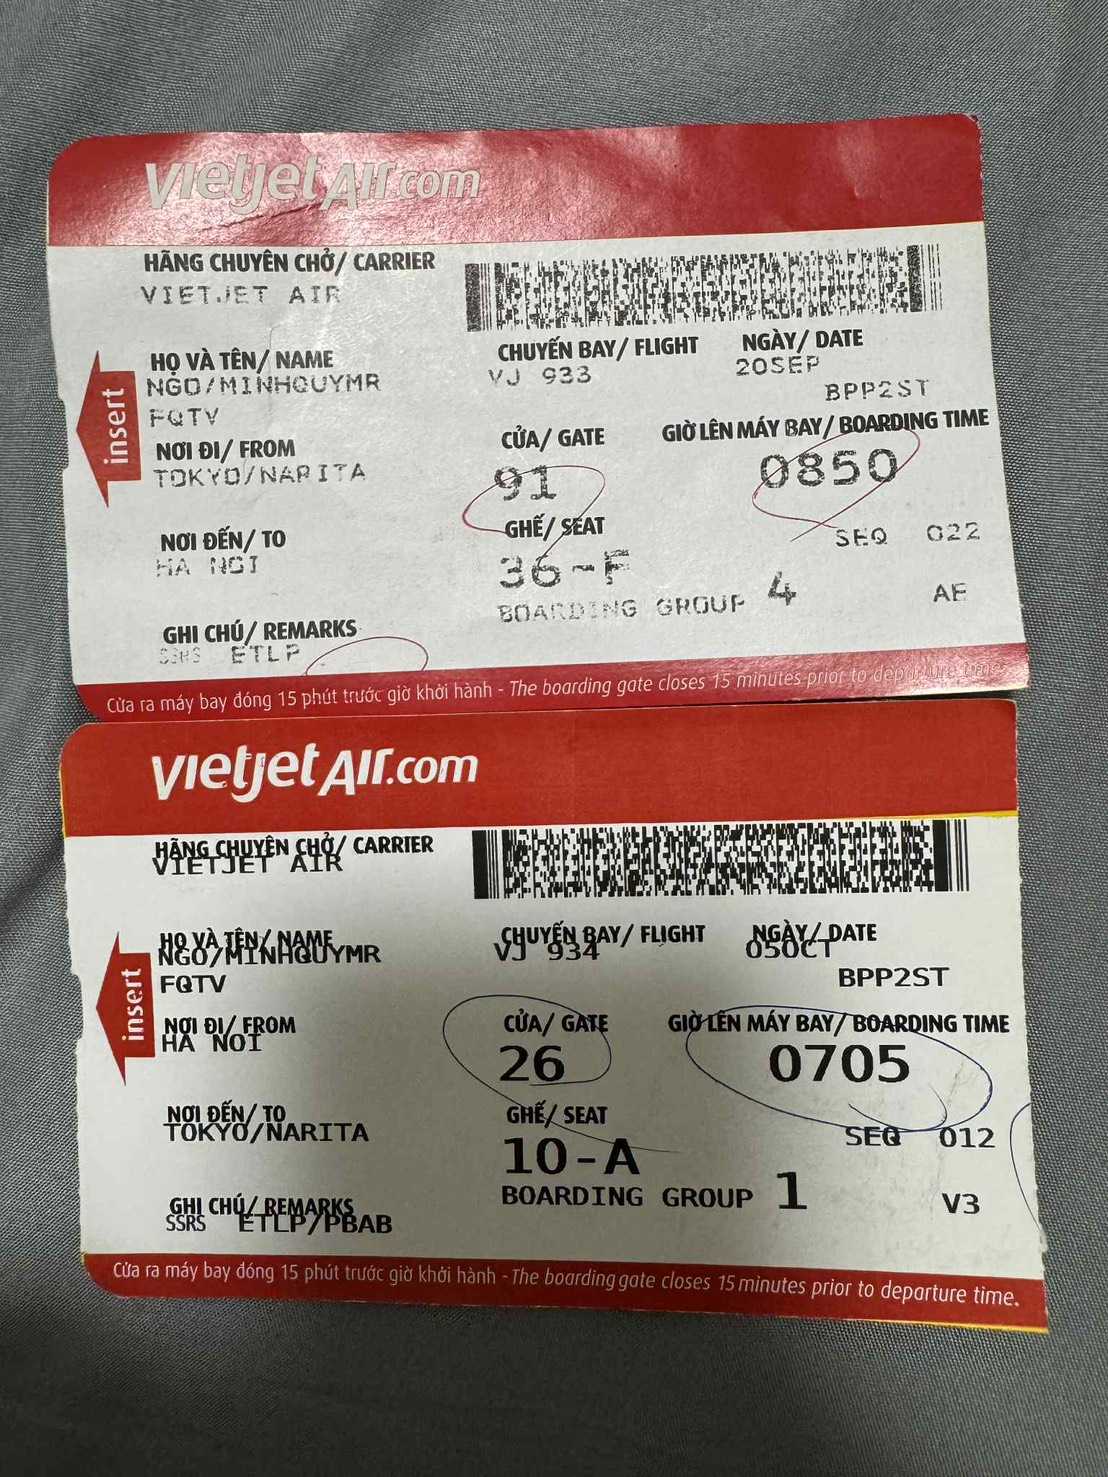 vietjet Air.com
HÃNG CHUYÊN CHỞ/ CARRIER
VIETJET AIR
HỌ VÀ TÊN/ NAME
NGO/MINHQUYMR
FQTV
CHUYẾN BAY/ FLIGHT
VJ 933
NGÀY/ DATE
20SEP
BPP2ST
insert
NƠI ĐI/ FROM
TOKYO/NARITA
CỬA/ GATE
91
GIỜ LÊN MÁY BAY/ BOARDING TIME
0850
NƠI ĐẾN/ TO
HA NOI
GHẾ/ SEAT
36-F
SEQ 022
BOARDING GROUP 4
AE
GHI CHÚ/ REMARKS
SSRS ETLP
Cửa ra máy bay đóng 15 phút trước giờ khởi hành - The boarding gate closes 15 minutes prior to departure time.
vietjet Air.com
HÃNG CHUYÊN CHỞ/ CARRIER
VIETJET AIR
HỌ VÀ TÊN/ NAME
NGO/MINHQUYMR
FQTV
CHUYẾN BAY/ FLIGHT
VJ 934
NGÀY/ DATE
05OCT
BPP2ST
insert
NƠI ĐI/ FROM
HA NOI
CỬA/ GATE
26
GIỜ LÊN MÁY BAY/ BOARDING TIME
0705
NƠI ĐẾN/ TO
TOKYO/NARITA
GHẾ/ SEAT
10-A
SEQ 012
BOARDING GROUP 1
V3
GHI CHÚ/ REMARKS
SSRS ETLP/PBAB
Cửa ra máy bay đóng 15 phút trước giờ khởi hành - The boarding gate closes 15 minutes prior to departure time.